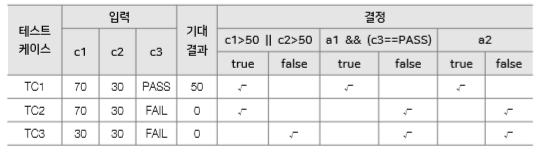 테스트 케이스 입력 기대 결과 결정
c1 c2 c3 c1>50 || c2>50 a1 && (c3==PASS) a2
true false true false true false
TC1 70 30 PASS 50 √ √ √
TC2 70 30 FAIL 0 √ √ √
TC3 30 30 FAIL 0 √ √ √